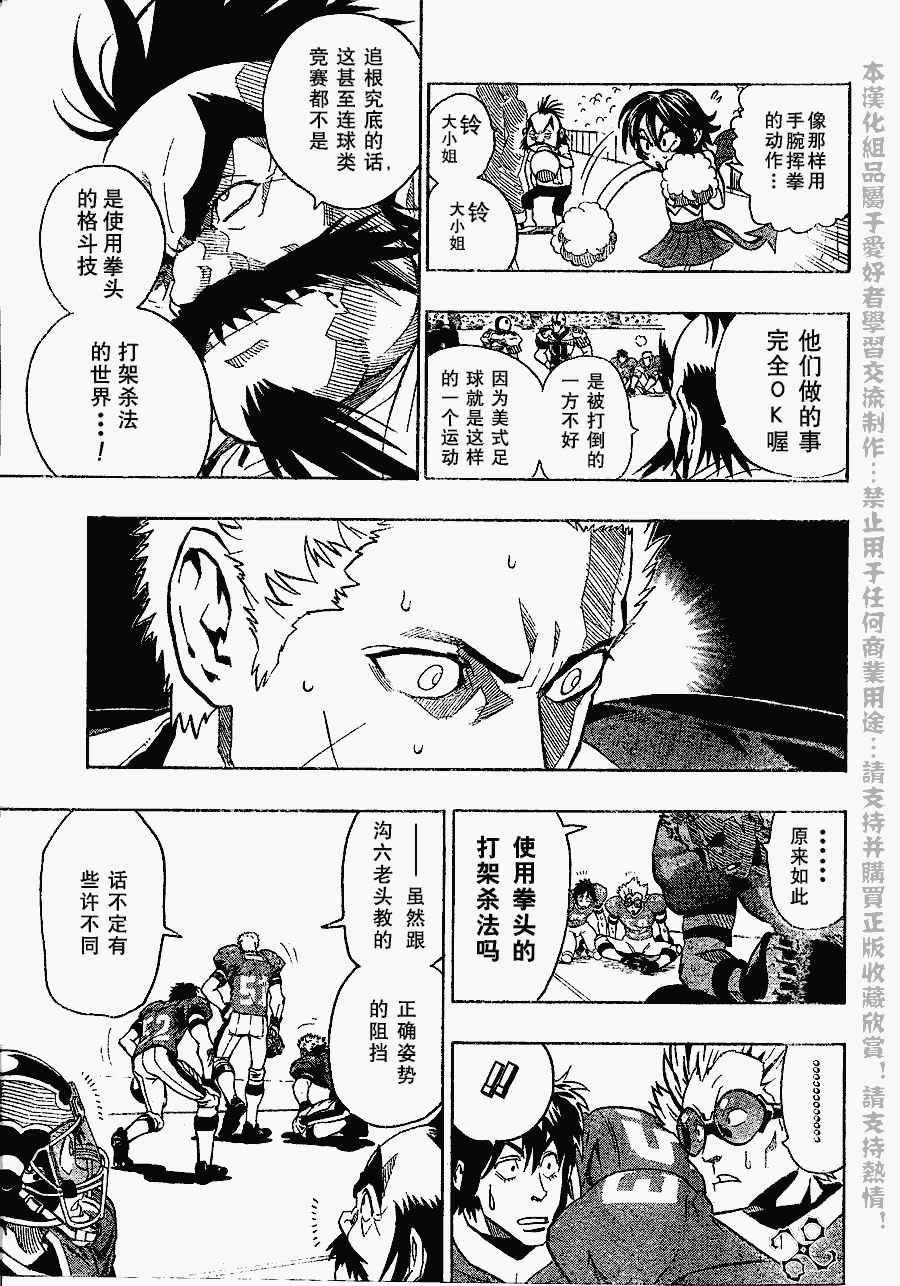 像那样用
手腕挥拳
的动作…
铃
大小姐
铃
大小姐
他们做的事
完全OK喔
是被打倒的
一方不好
因为美式足
球就是这样
的一个运动
追根究底的话,
这甚至连球类
竞赛都不是
是使用拳头
的格斗技
打架杀法
的世界…!
……
原来如此
使用拳头的
打架杀法吗
…………
!!
——虽然跟
沟六老头教的
正确姿势
的阻挡
话不定有
些许不同
51
52
本漢化組品屬于愛好者學習交流制作…禁止用于任何商業用途…請支持并購買正版收藏欣賞!請支持熱情!